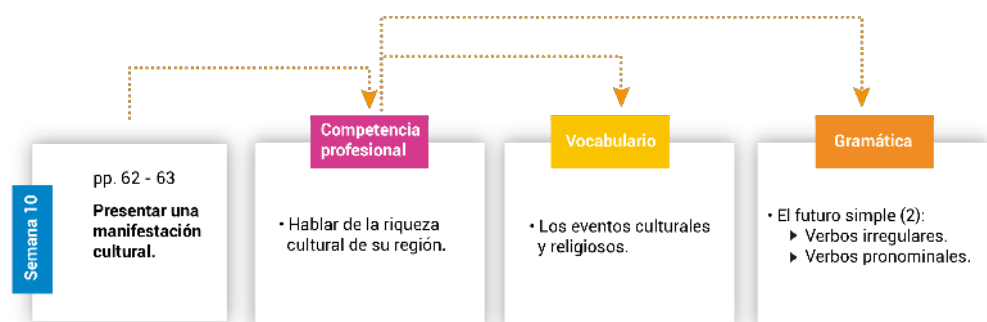 Semana 10
pp. 62 - 63
Presentar una
manifestación
cultural.
Competencia
profesional
• Hablar de la riqueza
cultural de su región.
Vocabulario
• Los eventos culturales
y religiosos.
Gramática
• El futuro simple (2):
▶ Verbos irregulares.
▶ Verbos pronominales.